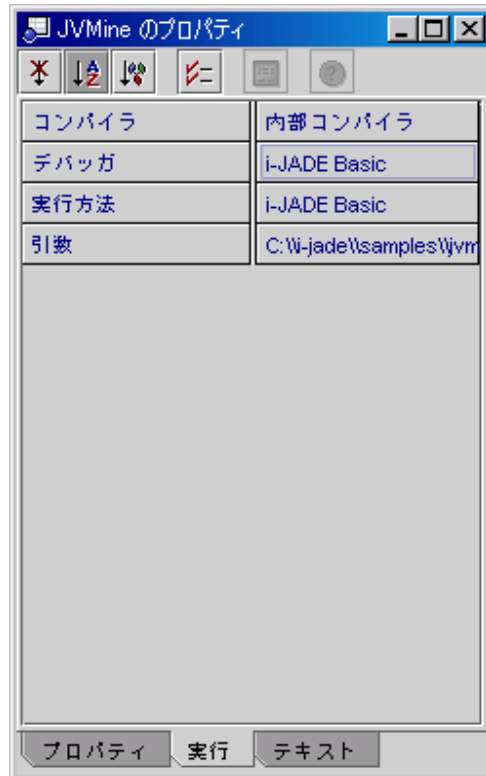 JVMine のプロパティ
コンパイラ 内部コンパイラ
デバッガ i-JADE Basic
実行方法 i-JADE Basic
引数 C:\\i-jade\\samples\\jvm
プロパティ 実行 テキスト